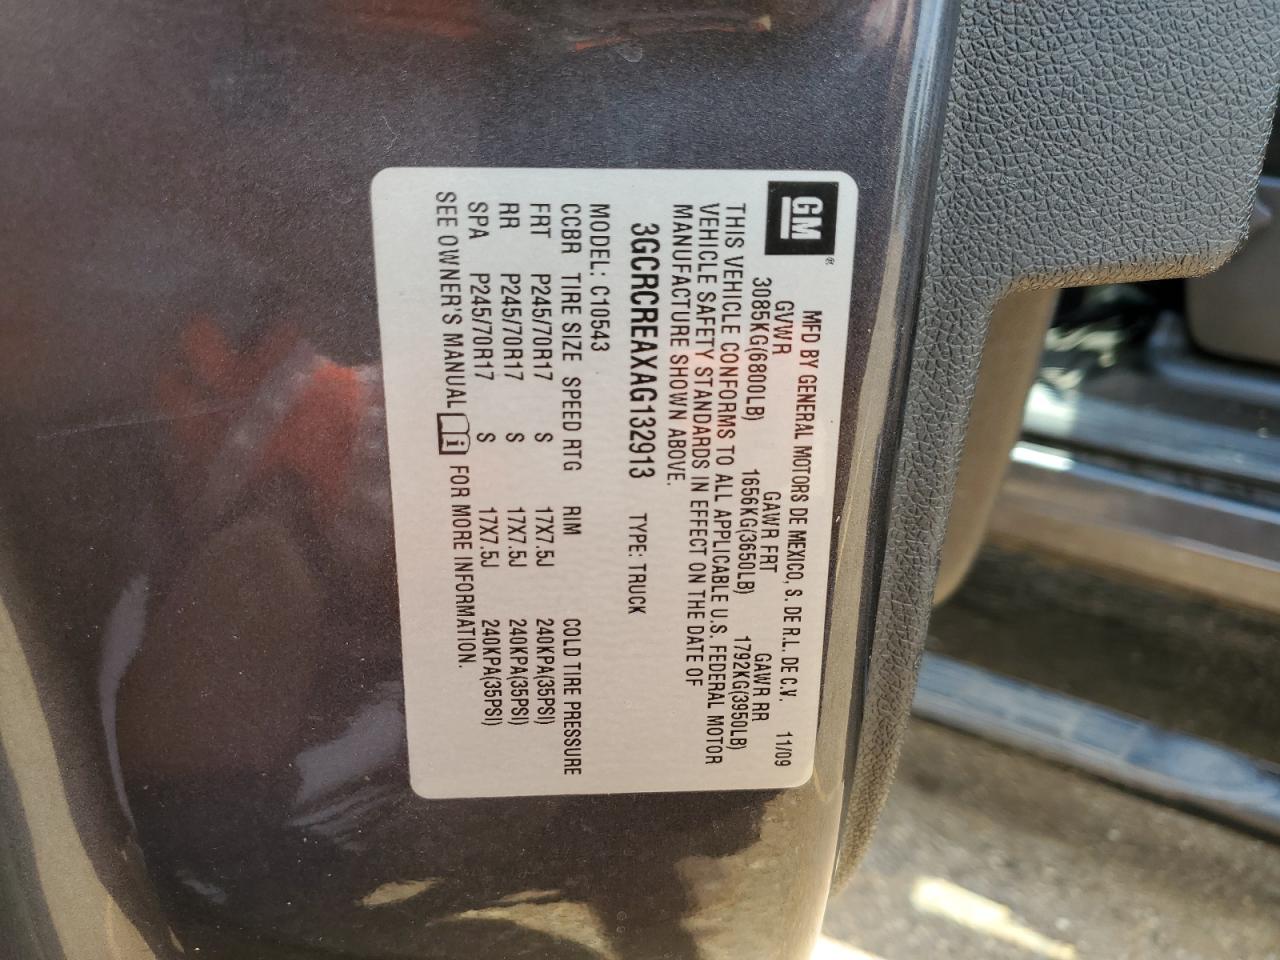 GM®
MFD BY GENERAL MOTORS DE MEXICO, S. DE R.L. DE C.V. 11/09
GVWR GAWR FRT GAWR RR
3085KG(6800LB) 1656KG(3650LB) 1792KG(3950LB)
THIS VEHICLE CONFORMS TO ALL APPLICABLE U.S. FEDERAL MOTOR
VEHICLE SAFETY STANDARDS IN EFFECT ON THE DATE OF
MANUFACTURE SHOWN ABOVE.
3GCRCREAXAG132913 TYPE: TRUCK
MODEL: C10543
CCBR TIRE SIZE SPEED RTG RIM COLD TIRE PRESSURE
FRT P245/70R17 S 17X7.5J 240KPA(35PSI)
RR P245/70R17 S 17X7.5J 240KPA(35PSI)
SPA P245/70R17 S 17X7.5J 240KPA(35PSI)
SEE OWNER'S MANUAL i FOR MORE INFORMATION.